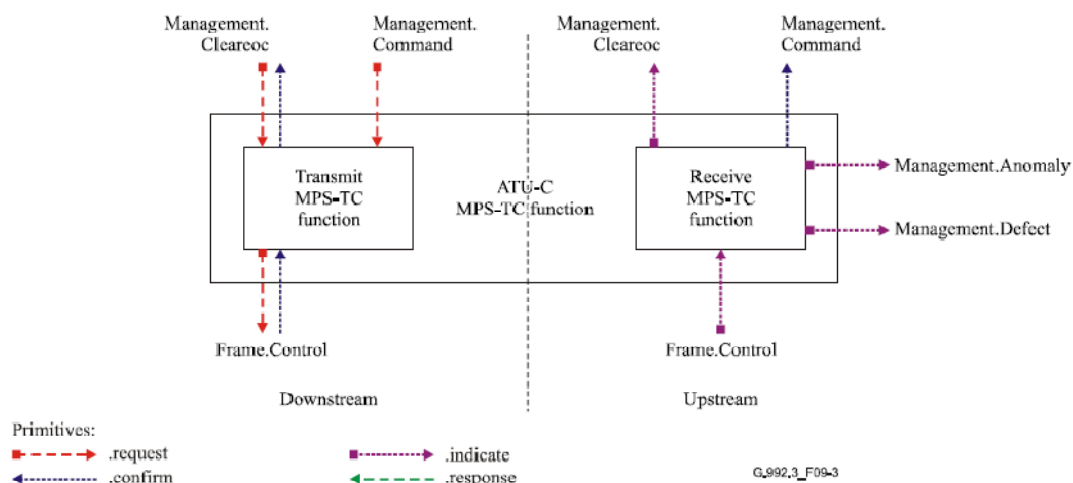 Management.
Cleareoc
Management.
Command
Management.
Cleareoc
Management.
Command
Transmit
MPS-TC
function
ATU-C
MPS-TC function
Receive
MPS-TC
function
Management.Anomaly
Management.Defect
Frame.Control
Frame.Control
Downstream
Upstream
Primitives:
.request
.indicate
.confirm
.response
G.992.3_F09-3